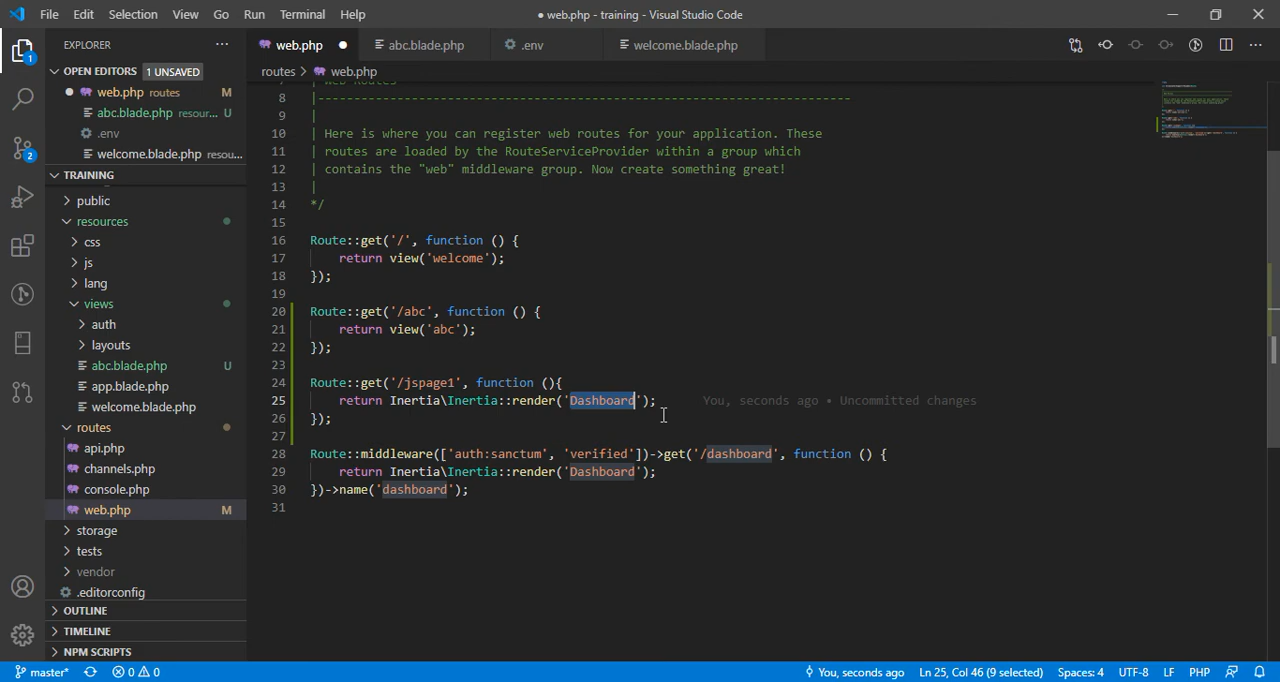 File Edit Selection View Go Run Terminal Help
● web.php - training - Visual Studio Code
EXPLORER
web.php
abc.blade.php
.env
welcome.blade.php
OPEN EDITORS 1 UNSAVED
routes > web.php
web.php routes M
abc.blade.php resour... U
.env
welcome.blade.php resou...
TRAINING
public
resources
css
js
lang
views
auth
layouts
abc.blade.php U
app.blade.php
welcome.blade.php
routes
api.php
channels.php
console.php
web.php M
storage
tests
vendor
.editorconfig
OUTLINE
TIMELINE
NPM SCRIPTS
1
2
8 |--------------------------------------------------------------------------
9 |
10 | Here is where you can register web routes for your application. These
11 | routes are loaded by the RouteServiceProvider within a group which
12 | contains the "web" middleware group. Now create something great!
13 |
14 */
15
16 Route::get('/', function () {
17 return view('welcome');
18 });
19
20 Route::get('/abc', function () {
21 return view('abc');
22 });
23
24 Route::get('/jspage1', function (){
25 return Inertia\Inertia::render('Dashboard'); You, seconds ago • Uncommitted changes
26 });
27
28 Route::middleware(['auth:sanctum', 'verified'])->get('/dashboard', function () {
29 return Inertia\Inertia::render('Dashboard');
30 })->name('dashboard');
31
master* 0 0 You, seconds ago Ln 25, Col 46 (9 selected) Spaces: 4 UTF-8 LF PHP